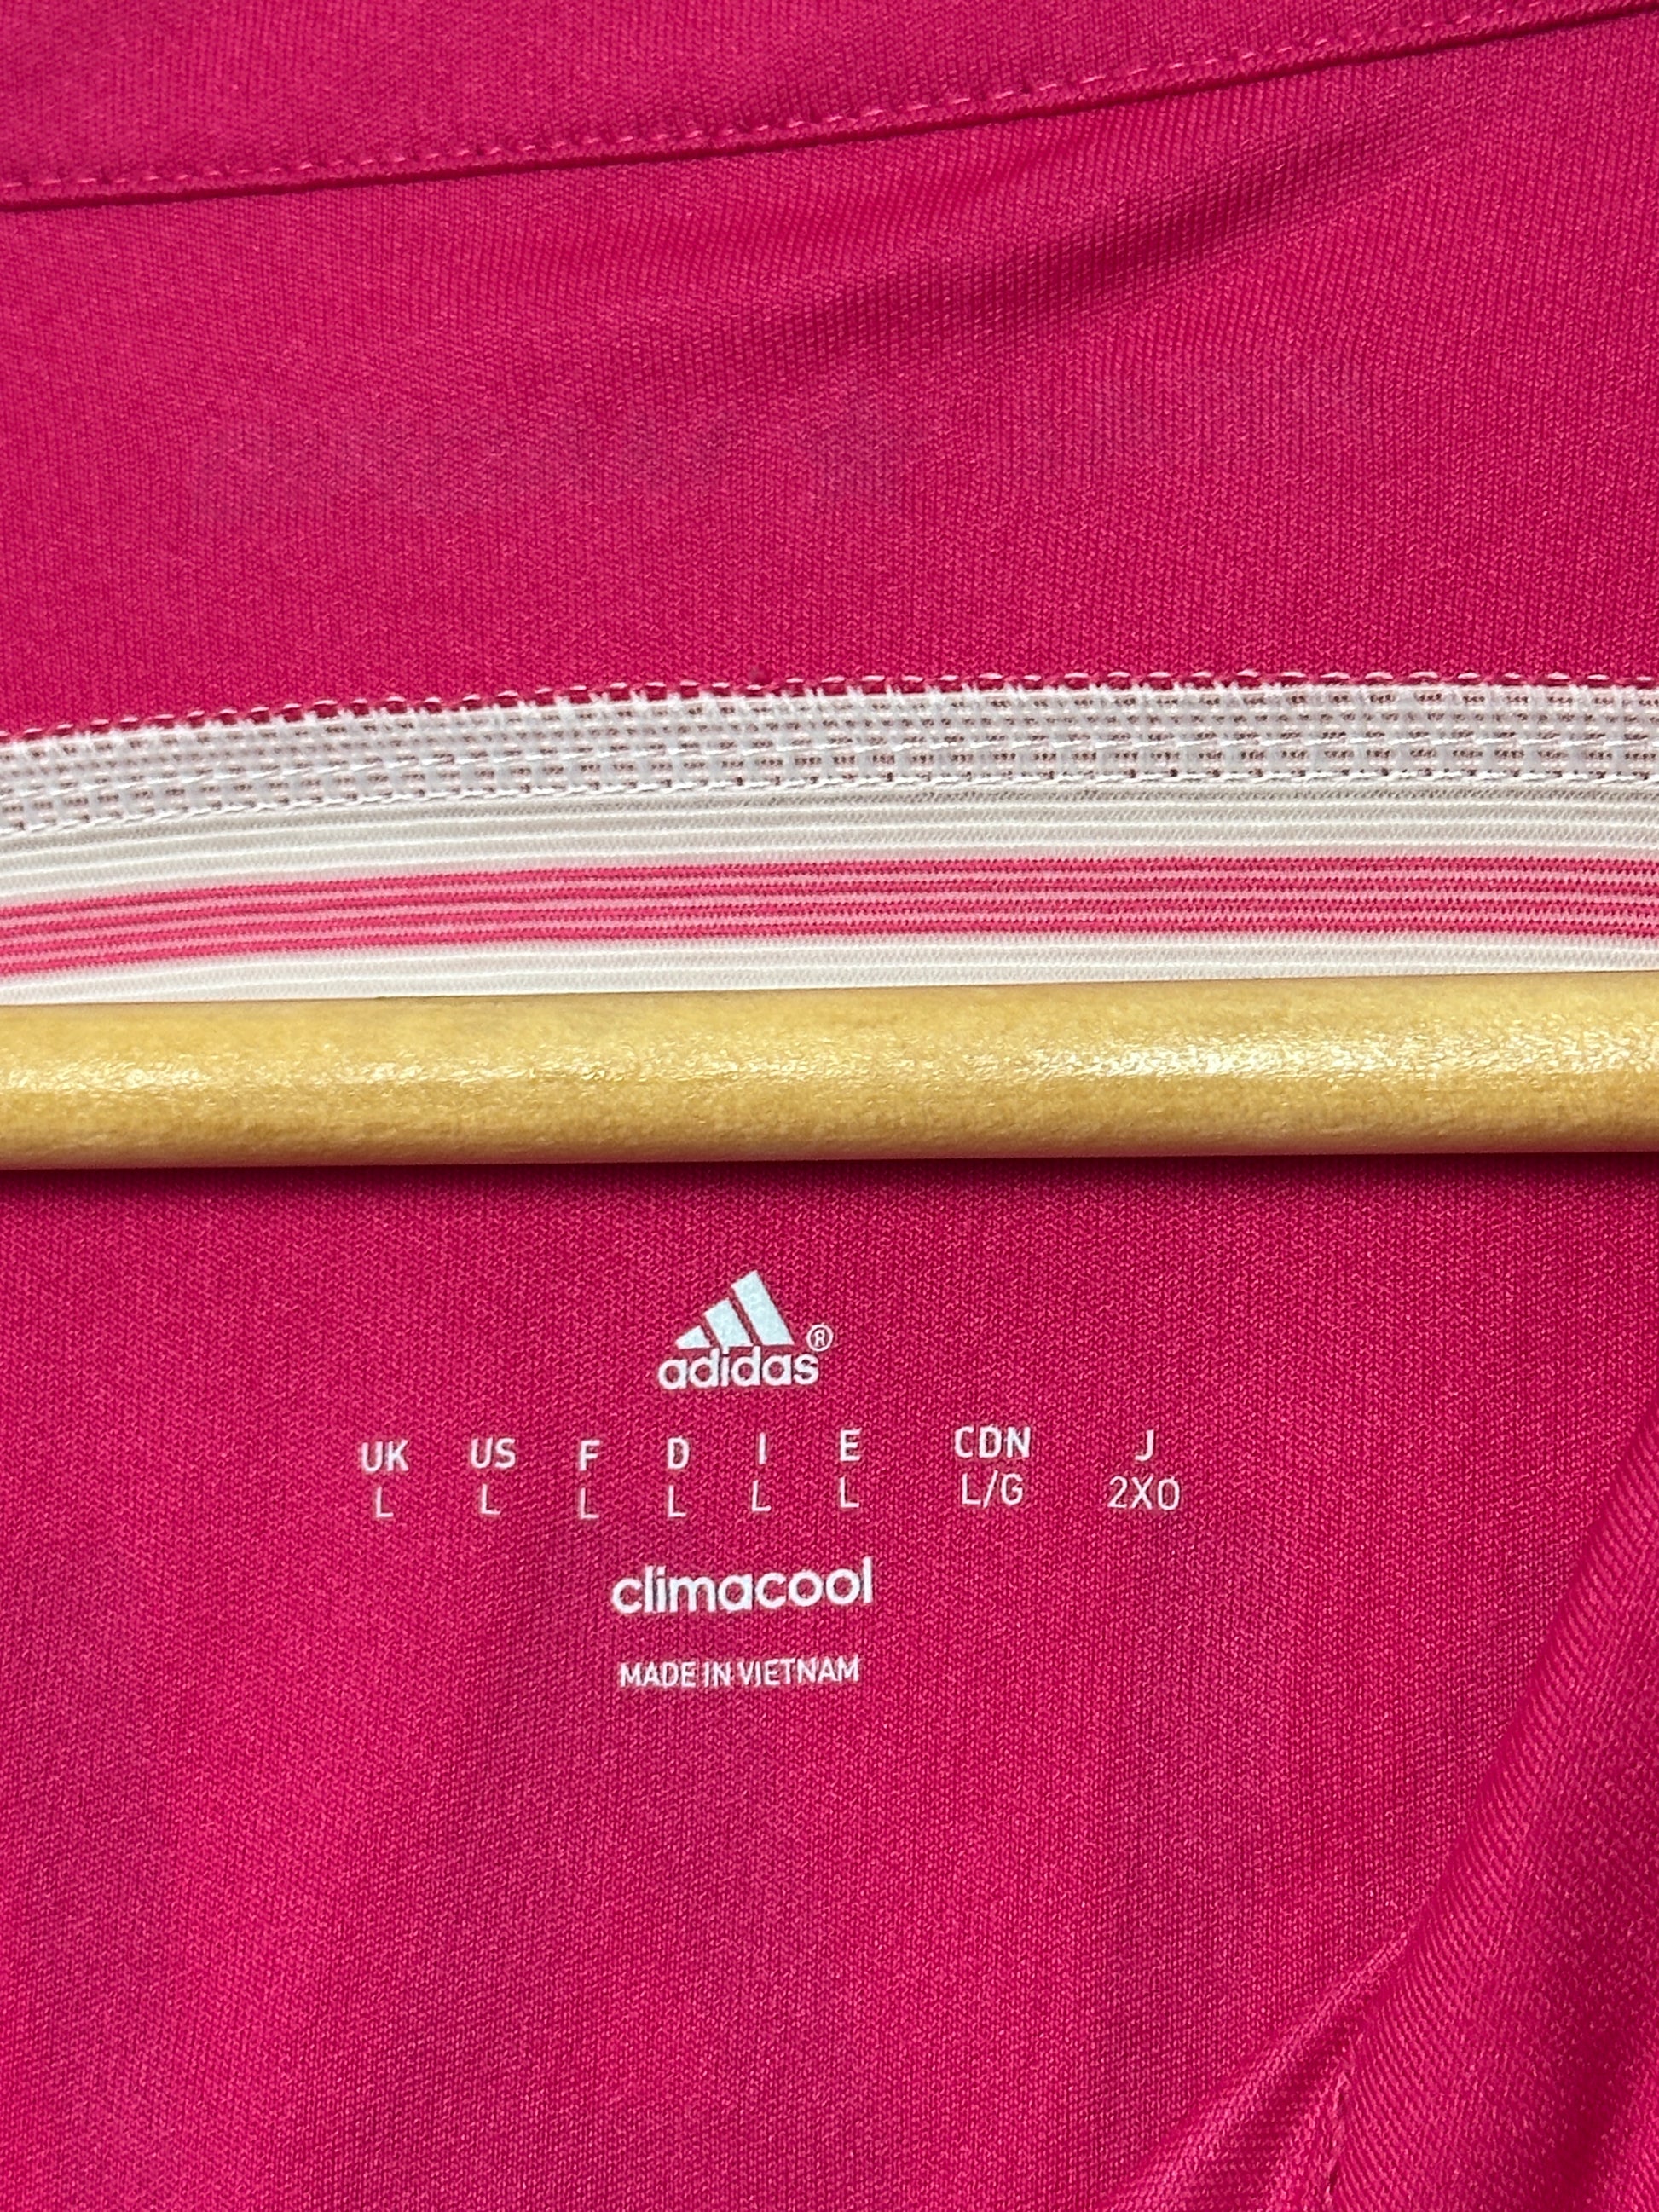 adidas®
UK US F D I E CDN J
L L L L L L L/G 2XO
climacool
MADE IN VIETNAM